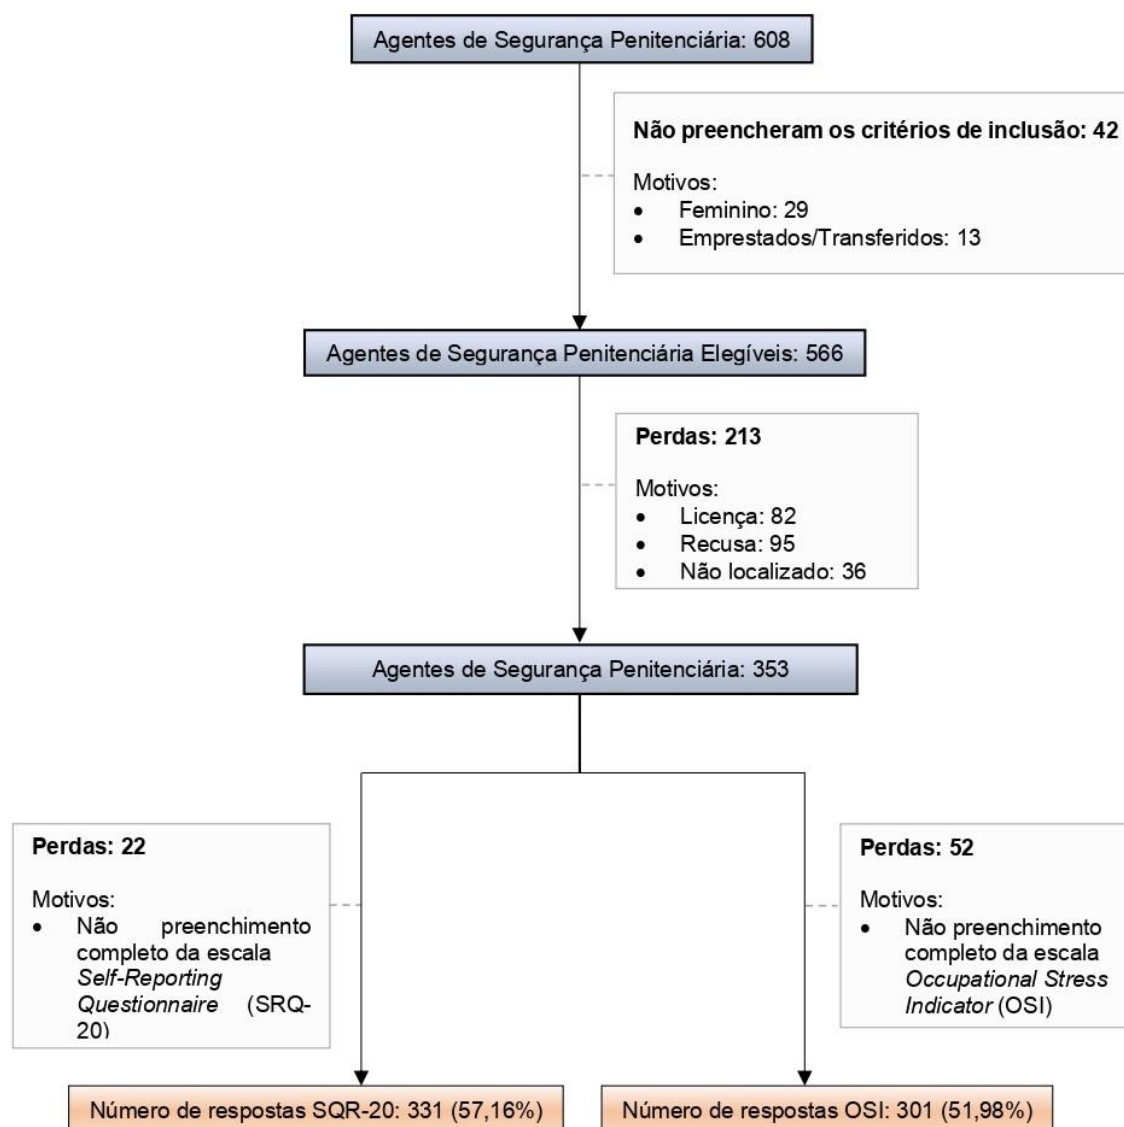 Agentes de Segurança Penitenciária: 608
Não preencheram os critérios de inclusão: 42
Motivos:
• Feminino: 29
• Emprestados/Transferidos: 13
Agentes de Segurança Penitenciária Elegíveis: 566
Perdas: 213
Motivos:
• Licença: 82
• Recusa: 95
• Não localizado: 36
Agentes de Segurança Penitenciária: 353
Perdas: 22
Motivos:
• Não preenchimento
completo da escala
Self-Reporting
Questionnaire (SRQ-
20)
Perdas: 52
Motivos:
• Não preenchimento
completo da escala
Occupational Stress
Indicator (OSI)
Número de respostas SQR-20: 331 (57,16%)
Número de respostas OSI: 301 (51,98%)